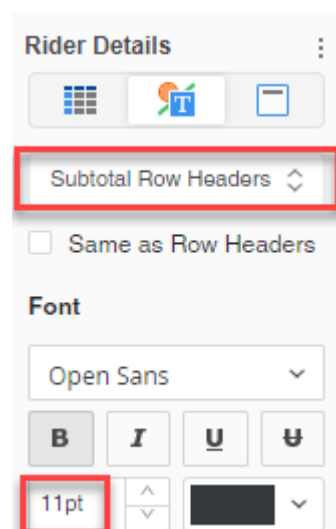 Rider Details
T
Subtotal Row Headers
Same as Row Headers
Font
Open Sans
B I U U
11pt